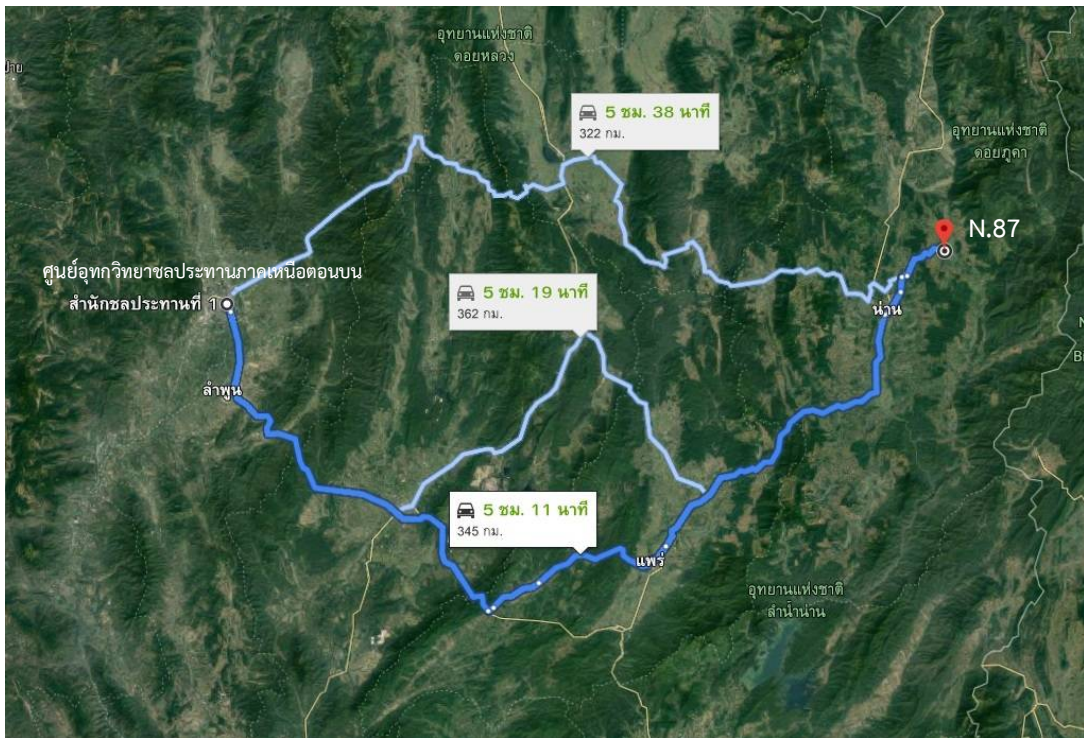 อุทยานแห่งชาติ
ดอยหลวง
5 ชม. 38 นาที
322 กม.
อุทยานแห่งชาติ
ดอยภูคา
N.87
ศูนย์อุทกวิทยาชลประทานภาคเหนือตอนบน
สำนักชลประทานที่ 1
5 ชม. 19 นาที
362 กม.
น่าน
ลำพูน
5 ชม. 11 นาที
345 กม.
แพร่
อุทยานแห่งชาติ
ลำน้ำน่าน